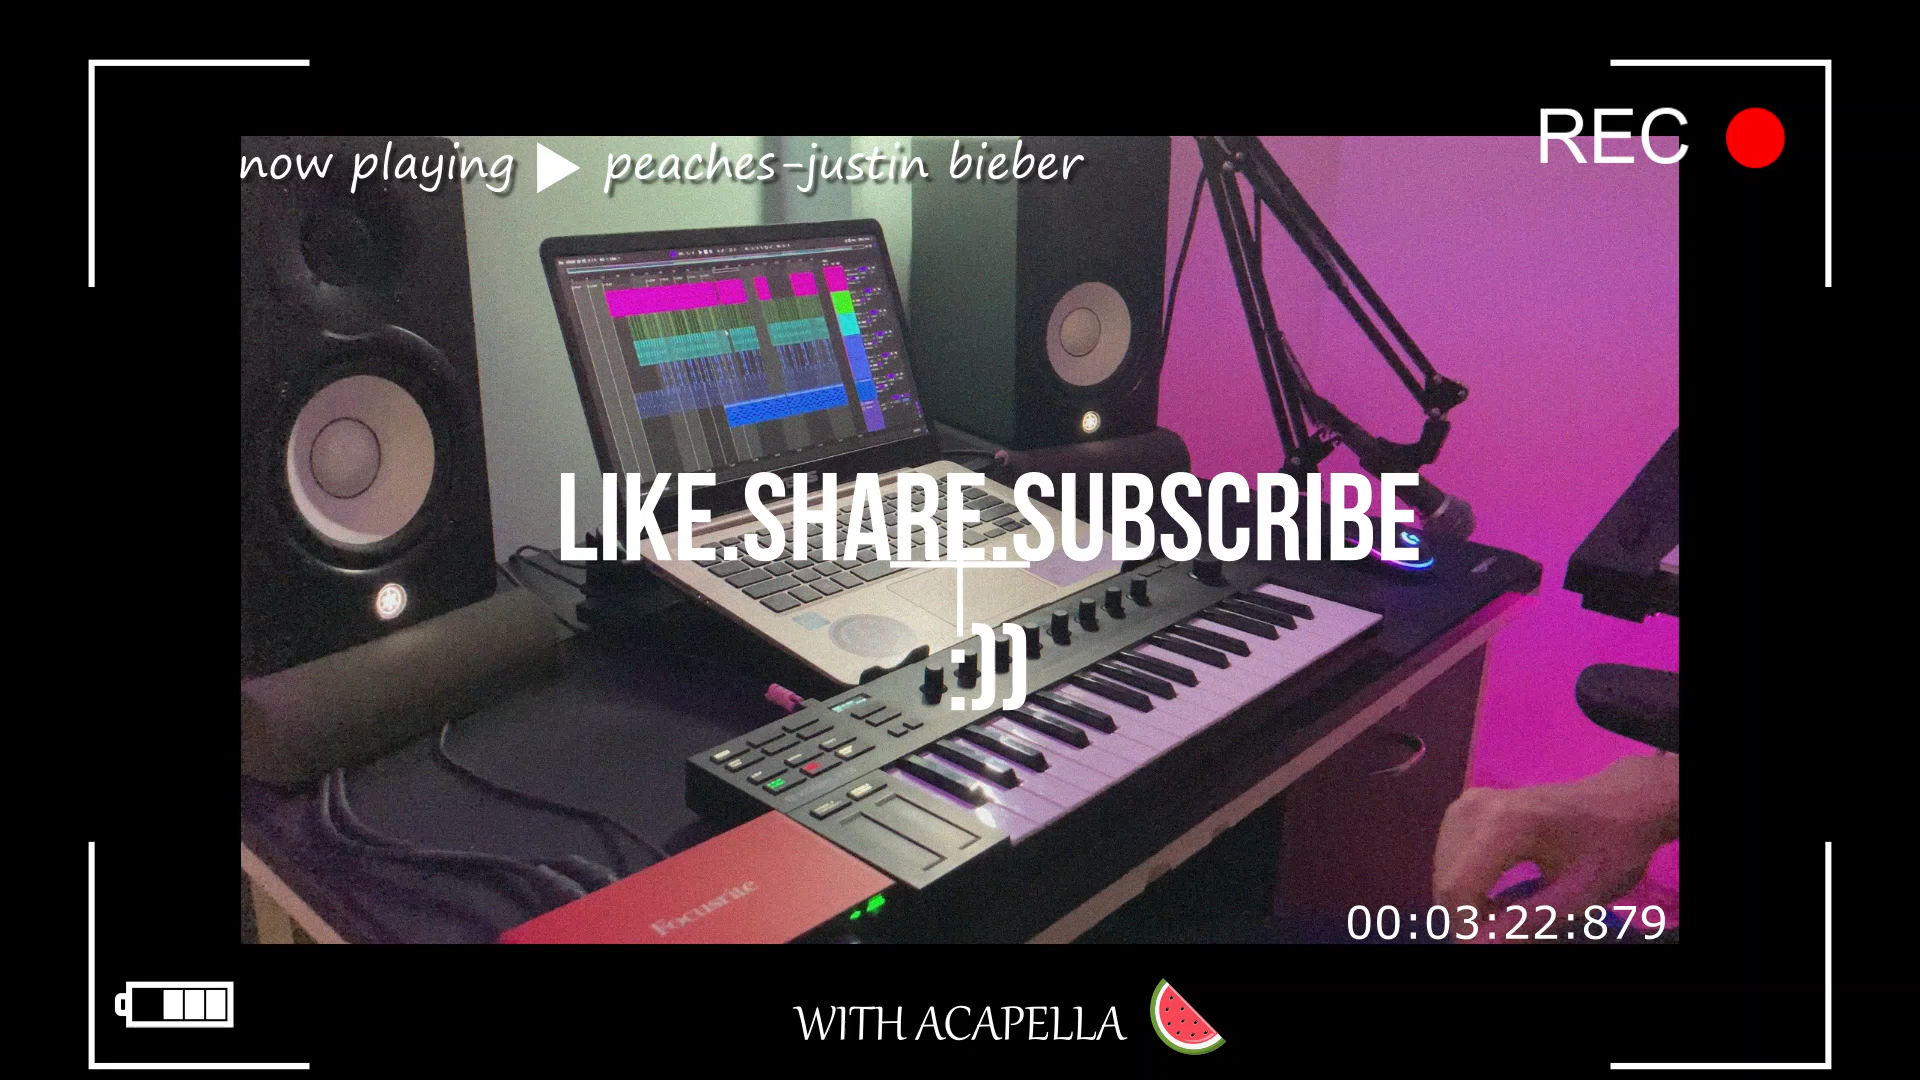 REC
now playing ▶ peaches-justin bieber
LIKE.SHARE.SUBSCRIBE
:))
Focusrite
00:03:22:879
WITH ACAPELLA